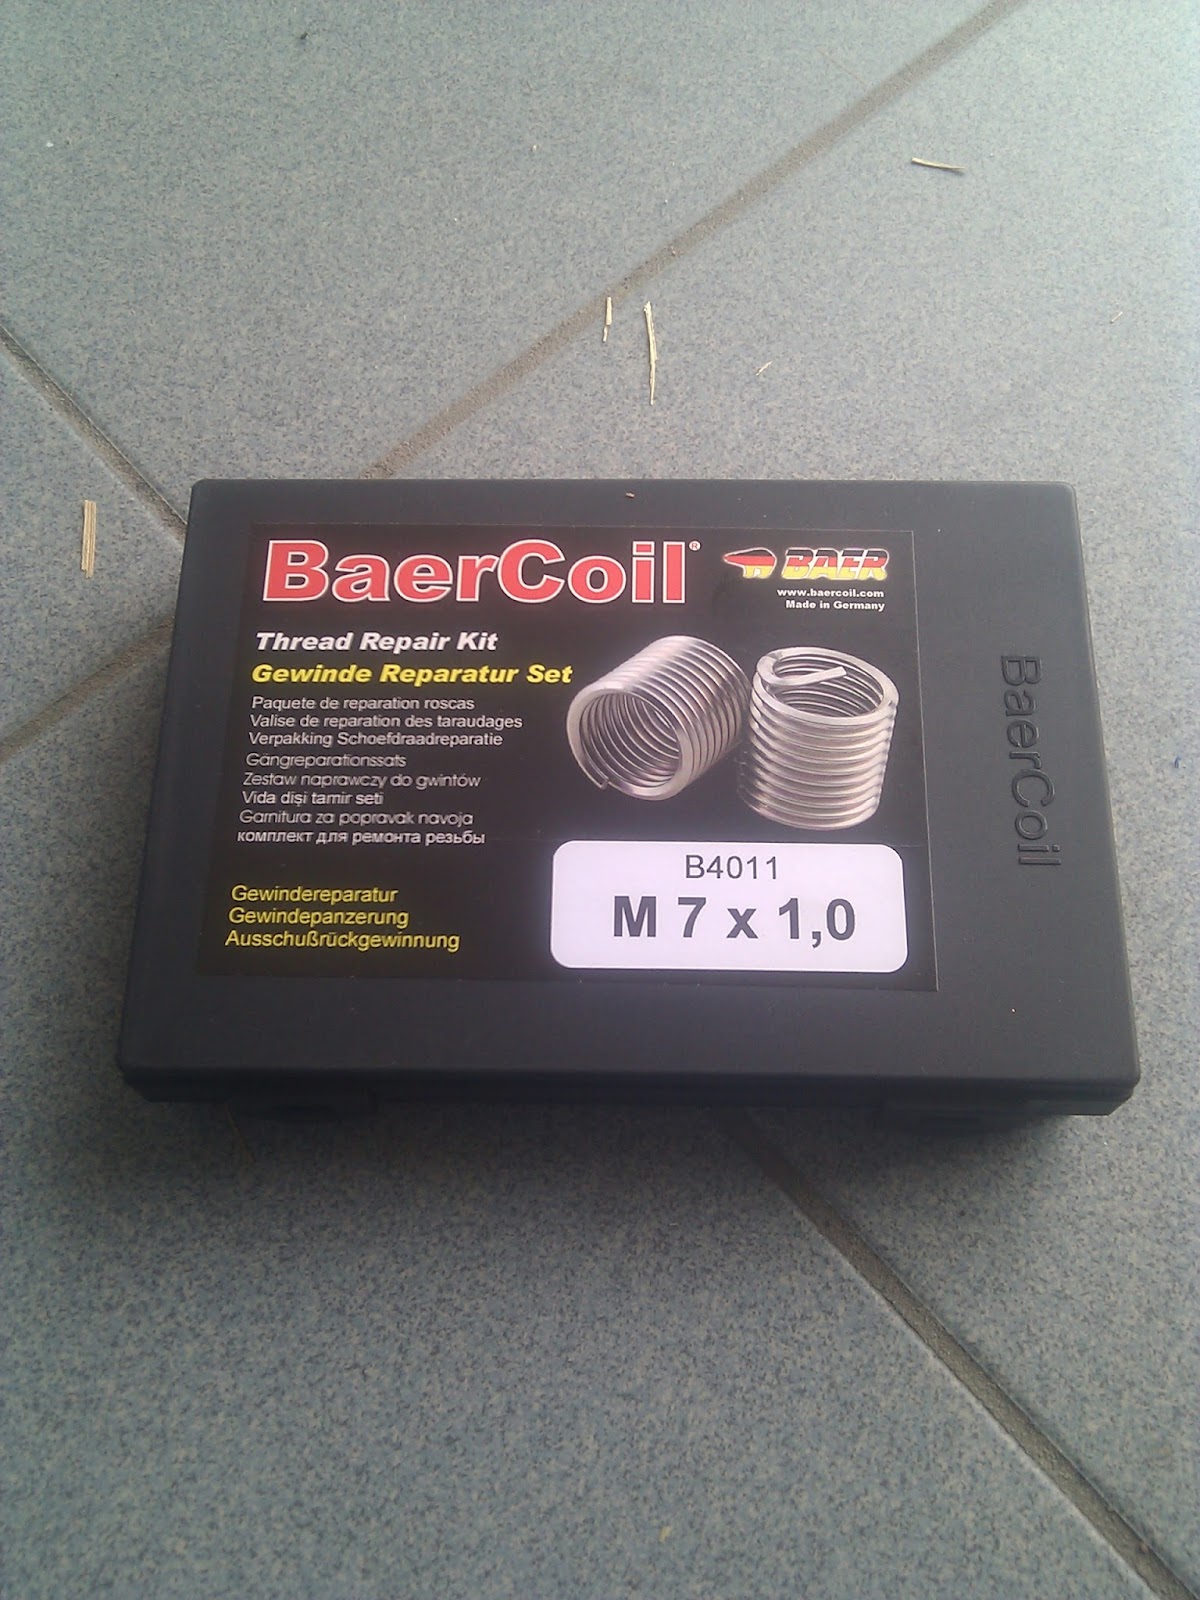 BaerCoil®
BAER
www.baercoil.com
Made in Germany
Thread Repair Kit
Gewinde Reparatur Set
Paquete de reparation roscas
Valise de reparation des taraudages
Verpakking Schoefdraadreparatie
Gängreparationssats
Zestaw naprawczy do gwintów
Vida dişi tamir seti
Garnitura za popravak navoja
комплект для ремонта резьбы
Gewindereparatur
Gewindepanzerung
Ausschußrückgewinnung
B4011
M 7 x 1,0
BaerCoil